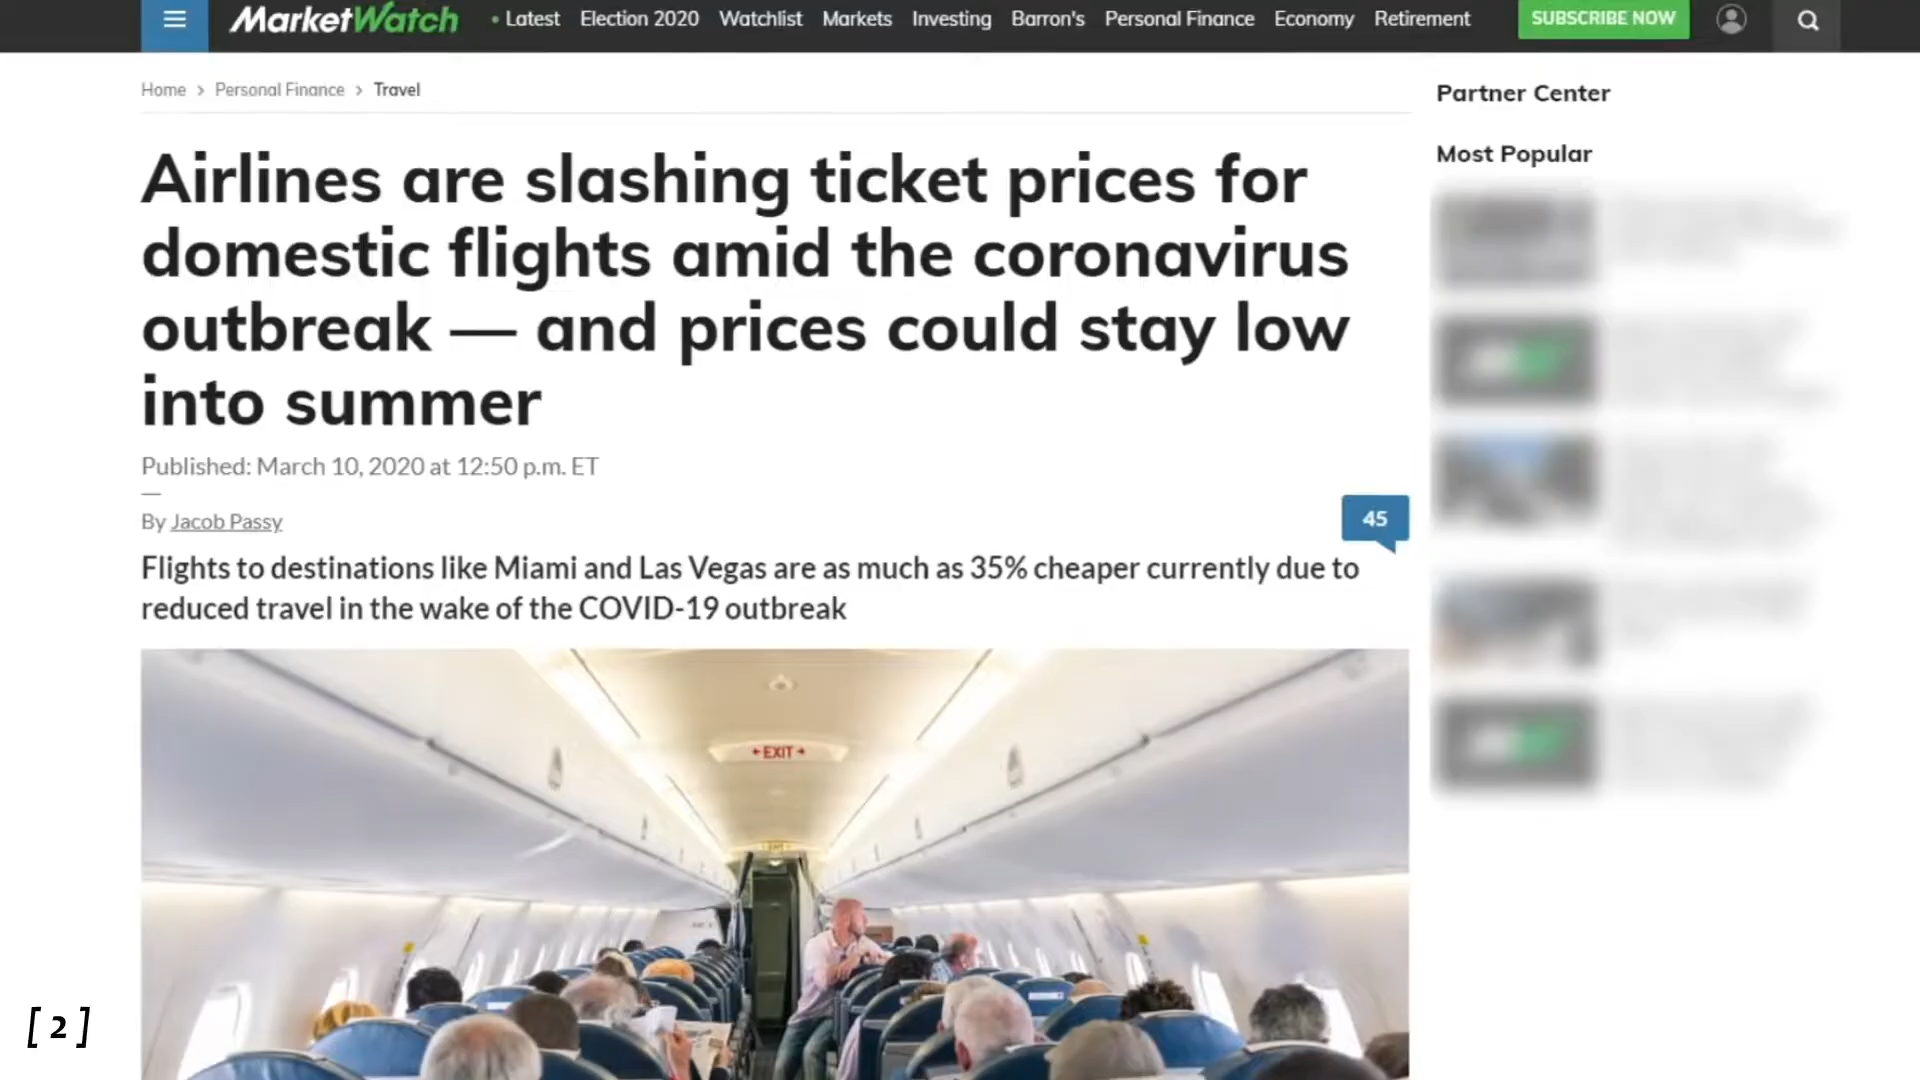 MarketWatch
Latest Election 2020 Watchlist Markets Investing Barron's Personal Finance Economy Retirement SUBSCRIBE NOW
Home > Personal Finance > Travel
Airlines are slashing ticket prices for
domestic flights amid the coronavirus
outbreak — and prices could stay low
into summer
Published: March 10, 2020 at 12:50 p.m. ET
By Jacob Passy
45
Flights to destinations like Miami and Las Vegas are as much as 35% cheaper currently due to
reduced travel in the wake of the COVID-19 outbreak
EXIT
Partner Center
Most Popular
[2]